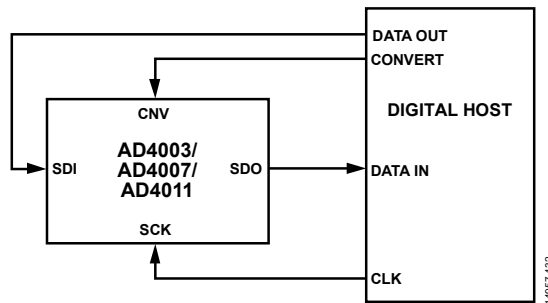 DATA OUT
CONVERT
DIGITAL HOST
CNV
AD4003/
AD4007/
AD4011
SDI
SDO
DATA IN
SCK
CLK